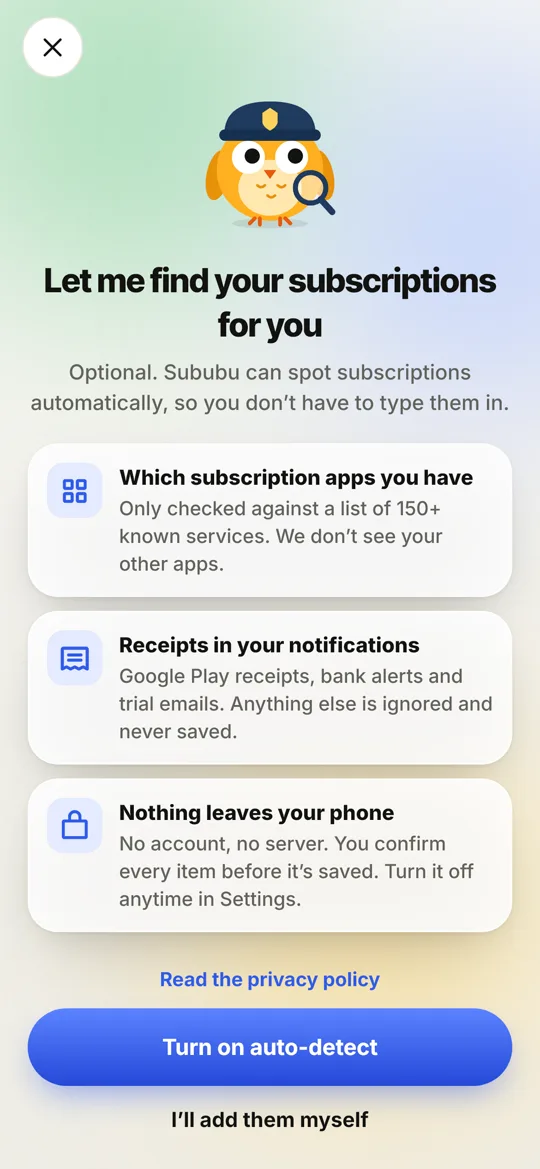 Let me find your subscriptions
for you
Optional. Sububu can spot subscriptions
automatically, so you don’t have to type them in.
Which subscription apps you have
Only checked against a list of 150+
known services. We don’t see your
other apps.
Receipts in your notifications
Google Play receipts, bank alerts and
trial emails. Anything else is ignored and
never saved.
Nothing leaves your phone
No account, no server. You confirm
every item before it’s saved. Turn it off
anytime in Settings.
Read the privacy policy
Turn on auto-detect
I’ll add them myself